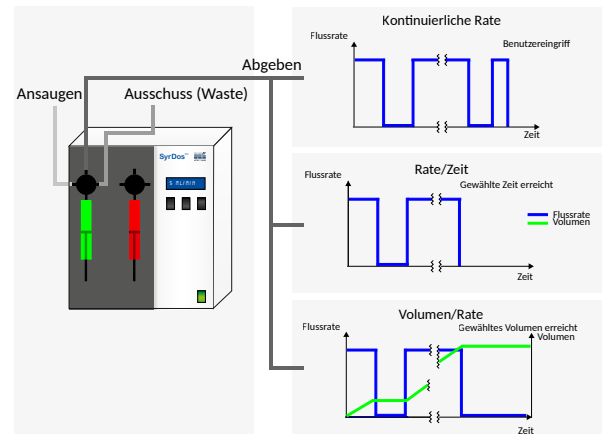 Kontinuierliche Rate
Flussrate
Benutzereingriff
Zeit
Abgeben
Ansaugen
Ausschuss (Waste)
SyrDos™
Rate/Zeit
Flussrate
Gewählte Zeit erreicht
Flussrate
Volumen
Zeit
Volumen/Rate
Flussrate
Gewähltes Volumen erreicht
Volumen
Zeit